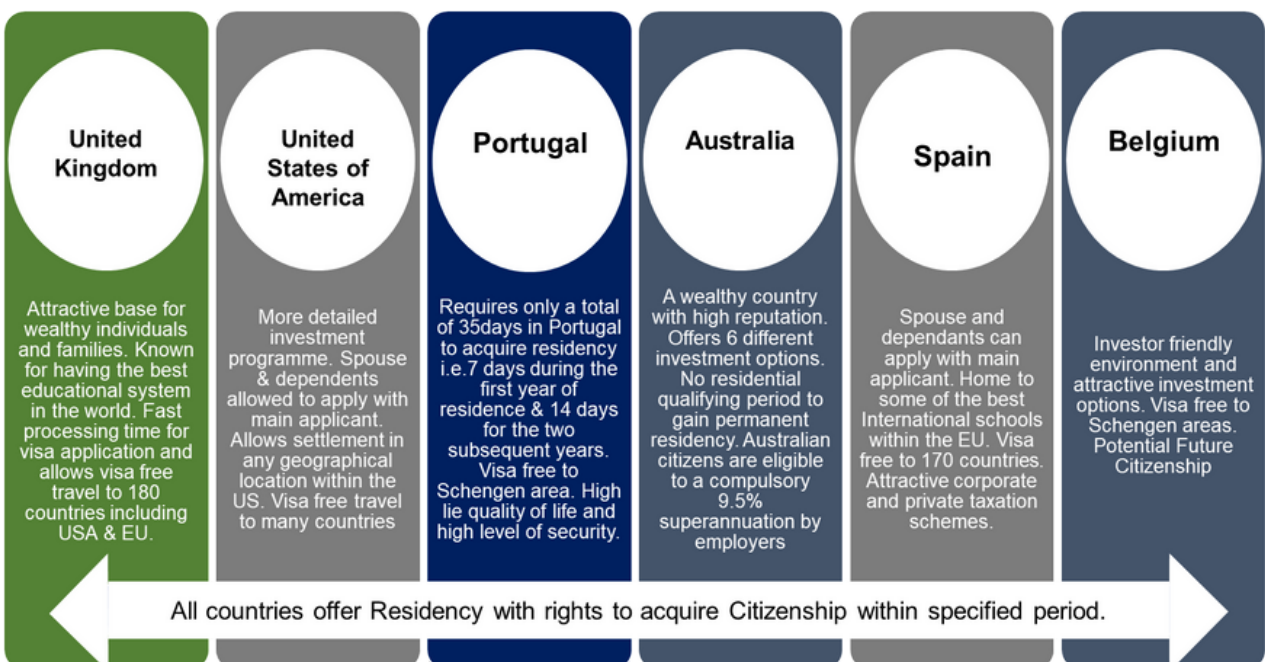 United
Kingdom
Attractive base for
wealthy individuals
and families. Known
for having the best
educational system
in the world. Fast
processing time for
visa application and
allows visa free
travel to 180
countries including
USA & EU.
United
States of
America
More detailed
investment
programme. Spouse
& dependents
allowed to apply with
main applicant.
Allows settlement in
any geographical
location within the
US. Visa free travel
to many countries
Portugal
Requires only a total
of 35days in Portugal
to acquire residency
i.e.7 days during the
first year of
residence & 14 days
for the two
subsequent years.
Visa free to
Schengen area. High
lie quality of life and
high level of security.
Australia
A wealthy country
with high reputation.
Offers 6 different
investment options.
No residential
qualifying period to
gain permanent
residency. Australian
citizens are eligible
to a compulsory
9.5%
superannuation by
employers
Spain
Spouse and
dependants can
apply with main
applicant. Home to
some of the best
International schools
within the EU. Visa
free to 170 countries.
Attractive corporate
and private taxation
schemes.
Belgium
Investor friendly
environment and
attractive investment
options. Visa free to
Schengen areas.
Potential Future
Citizenship
All countries offer Residency with rights to acquire Citizenship within specified period.